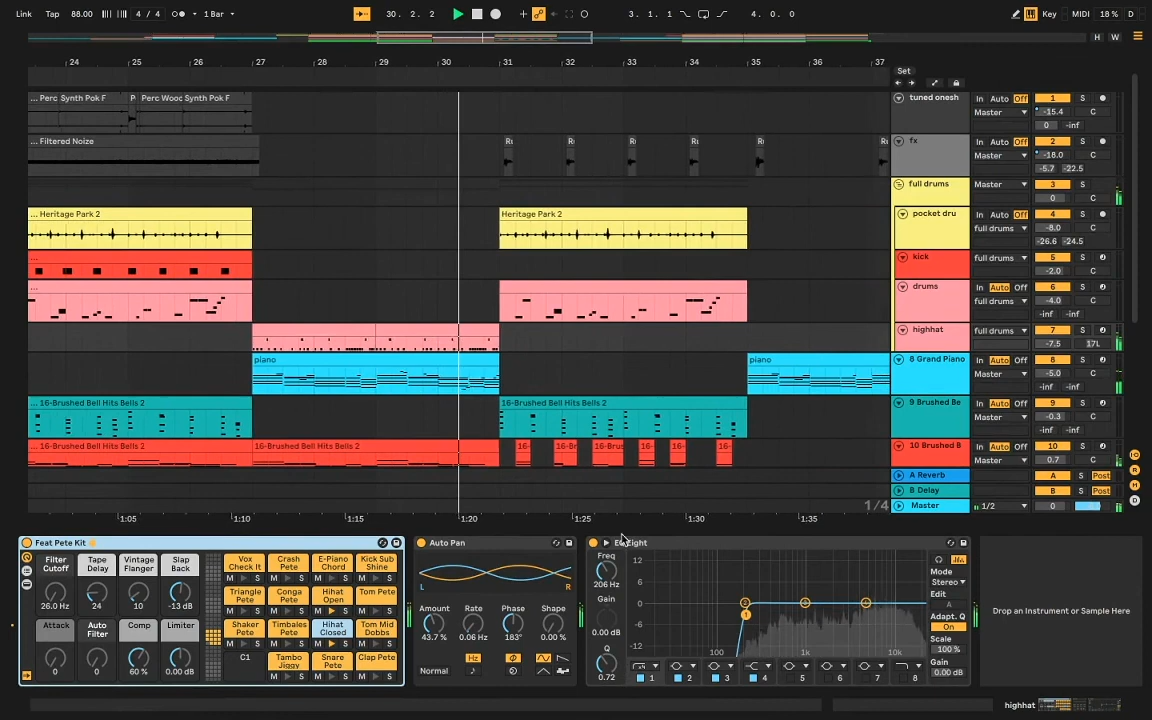 Link Tap 88.00 4 / 4 1 Bar 30. 2. 2 3. 1. 1 4. 0. 0 Key MIDI 18 % D
H W
24 25 26 27 28 29 30 31 32 33 34 35 36 37
Set
... Perc Synth Pok F P Perc Wooc Synth Pok F
tuned onesh In Auto Off 1 S
Master -15.4 C
0 -inf
... Filtered Noize
fx In Auto Off 2 S
Master -18.0 C
-5.7 -22.5
full drums Master 3 S
0 C
... Heritage Park 2 Heritage Park 2
pocket dru In Auto Off 4 S
full drums -8.0 C
-26.6 -24.5
...
kick full drums 5 S
-2.0 C
...
drums In Auto Off 6 S
full drums -4.0 C
-inf -inf
highhat full drums 7 S
-7.5 17L
piano piano
8 Grand Piano In Auto Off 8 S
Master -5.0 C
-inf -inf
... 16-Brushed Bell Hits Bells 2 16-Brushed Bell Hits Bells 2
9 Brushed Be In Auto Off 9 S
Master -0.3 C
-inf -inf
... 16-Brushed Bell Hits Bells 2 16-Brushed Bell Hits Bells 2 16- 16-Br 16-Brus 16- 16- 16-
10 Brushed B In Auto Off 10 S
Master 0.7 C
A Reverb A S Post
B Delay B S Post
1/4 Master 1/2 0
1:05 1:10 1:15 1:20 1:25 1:30 1:35
Feat Pete Kit
Filter Cutoff Tape Delay Vintage Flanger Slap Back
26.0 Hz 24 10 -13 dB
Attack Auto Filter Comp Limiter
0 0 60 % 0.00 dB
Vox Check It Crash Pete E-Piano Chord Kick Sub Shine
M S M S M S M S
Triangle Pete Conga Pete Hihat Open Tom Pete
M S M S M S M S
Shaker Pete Timbales Pete Hihat Closed Tom Mid Dobbs
M S M S M S M S
C1 Tambo Jiggy Snare Pete Clap Pete
M S M S M S
Auto Pan
L R
Amount Rate Phase Shape
43.7 % 0.06 Hz 183° 0.00 %
Normal Hz
EQ Eight
Freq
206 Hz
Gain
0.00 dB
Q
0.72
12
6
0
-6
-12
100 1k 10k
2 3 4
1
1 2 3 4 5 6 7 8
Mode
Stereo
Edit
A
Adapt. Q
On
Scale
100 %
Gain
0.00 dB
Drop an Instrument or Sample Here
highhat